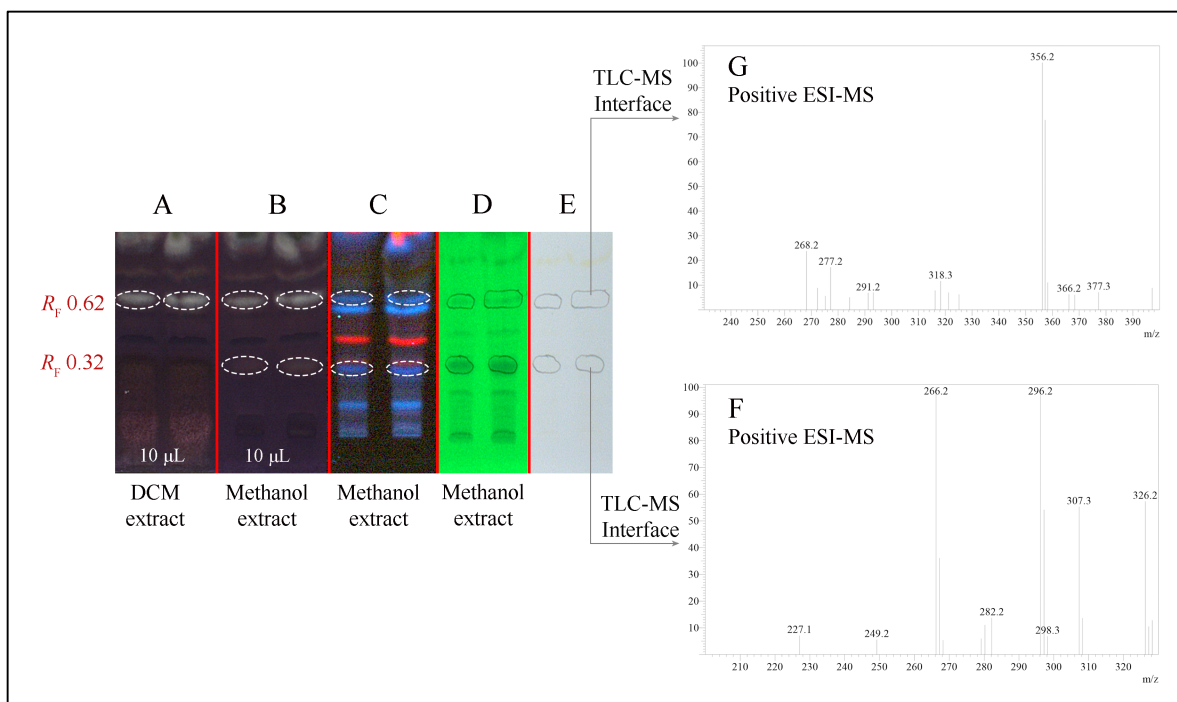 A
B
C
D
E
R_F 0.62
R_F 0.32
10 μL
10 μL
DCM
extract
Methanol
extract
Methanol
extract
Methanol
extract
TLC-MS
Interface
TLC-MS
Interface
G
Positive ESI-MS
100
90
80
70
60
50
40
30
20
10
356.2
268.2
277.2
291.2
318.3
366.2
377.3
240
250
260
270
280
290
300
310
320
330
340
350
360
370
380
390
m/z
F
Positive ESI-MS
100
90
80
70
60
50
40
30
20
10
266.2
296.2
307.3
326.2
227.1
249.2
282.2
298.3
210
220
230
240
250
260
270
280
290
300
310
320
m/z